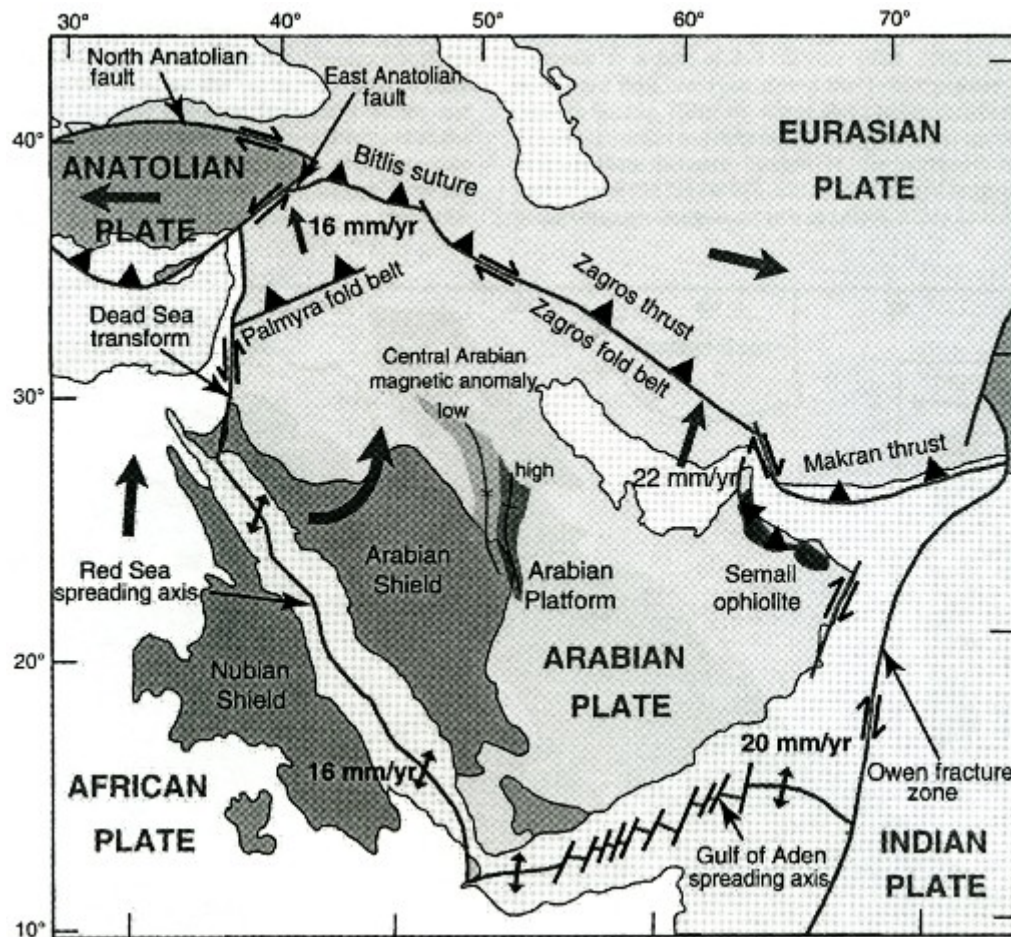 30°
40°
50°
60°
70°
North Anatolian
fault
East Anatolian
fault
40°
ANATOLIAN
PLATE
Bitlis suture
EURASIAN
PLATE
16 mm/yr
Dead Sea
transform
Palmyra fold belt
Zagros thrust
Zagros fold belt
Central Arabian
magnetic anomaly
low
high
30°
22 mm/yr
Makran thrust
Red Sea
spreading axis
Arabian
Shield
Arabian
Platform
Semail
ophiolite
20°
Nubian
Shield
ARABIAN
PLATE
16 mm/yr
20 mm/yr
Owen fracture
zone
AFRICAN
PLATE
Gulf of Aden
spreading axis
INDIAN
PLATE
10°
40°
50°
60°